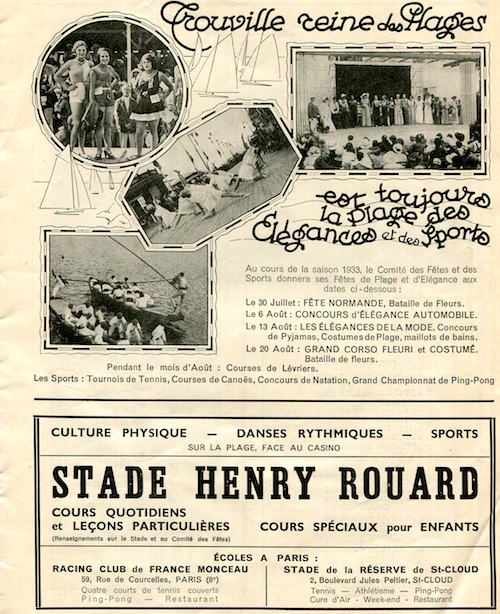 Trouville reine des Plages
est toujours
la plage des
Elégances et des Sports
Au cours de la saison 1933, le Comité des Fêtes et des
Sports donnera ses Fêtes de Plage et d'Elégance aux
dates ci-dessous :
Le 30 Juillet : FÊTE NORMANDE, Bataille de Fleurs.
Le 6 Août : CONCOURS d'ÉLÉGANCE AUTOMOBILE.
Le 13 Août : LES ÉLÉGANCES DE LA MODE, Concours
de Pyjamas, Costumes de Plage, maillots de bains.
Le 20 Août : GRAND CORSO FLEURI et COSTUMÉ.
Bataille de fleurs.
Pendant le mois d'Août : Courses de Lévriers.
Les Sports : Tournois de Tennis, Courses de Canoës, Concours de Natation, Grand Championnat de Ping-Pong
CULTURE PHYSIQUE — DANSES RYTHMIQUES — SPORTS
SUR LA PLAGE, FACE AU CASINO
STADE HENRY ROUARD
COURS QUOTIDIENS
et LEÇONS PARTICULIÈRES COURS SPÉCIAUX pour ENFANTS
(Renseignements sur le Stade et au Comité des Fêtes)
ÉCOLES A PARIS :
RACING CLUB de FRANCE MONCEAU
59, Rue de Courcelles, PARIS (8e)
Quatre courts de tennis couverts
Ping-Pong — Restaurant
STADE de la RÉSERVE de St-CLOUD
2, Boulevard Jules Peltier, St-CLOUD
Tennis — Athlétisme — Ping-Pong
Cure d'Air - Week-end - Restaurant